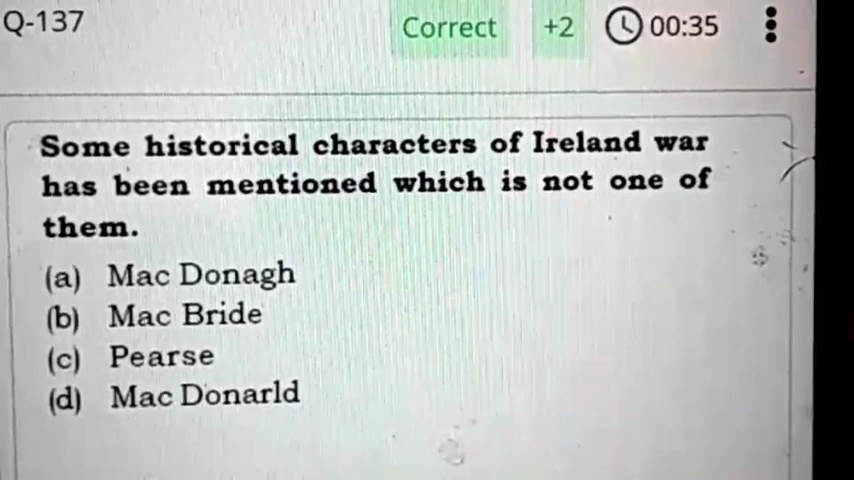 Q-137
Correct +2 00:35
Some historical characters of Ireland war
has been mentioned which is not one of
them.
(a) Mac Donagh
(b) Mac Bride
(c) Pearse
(d) Mac Donarld